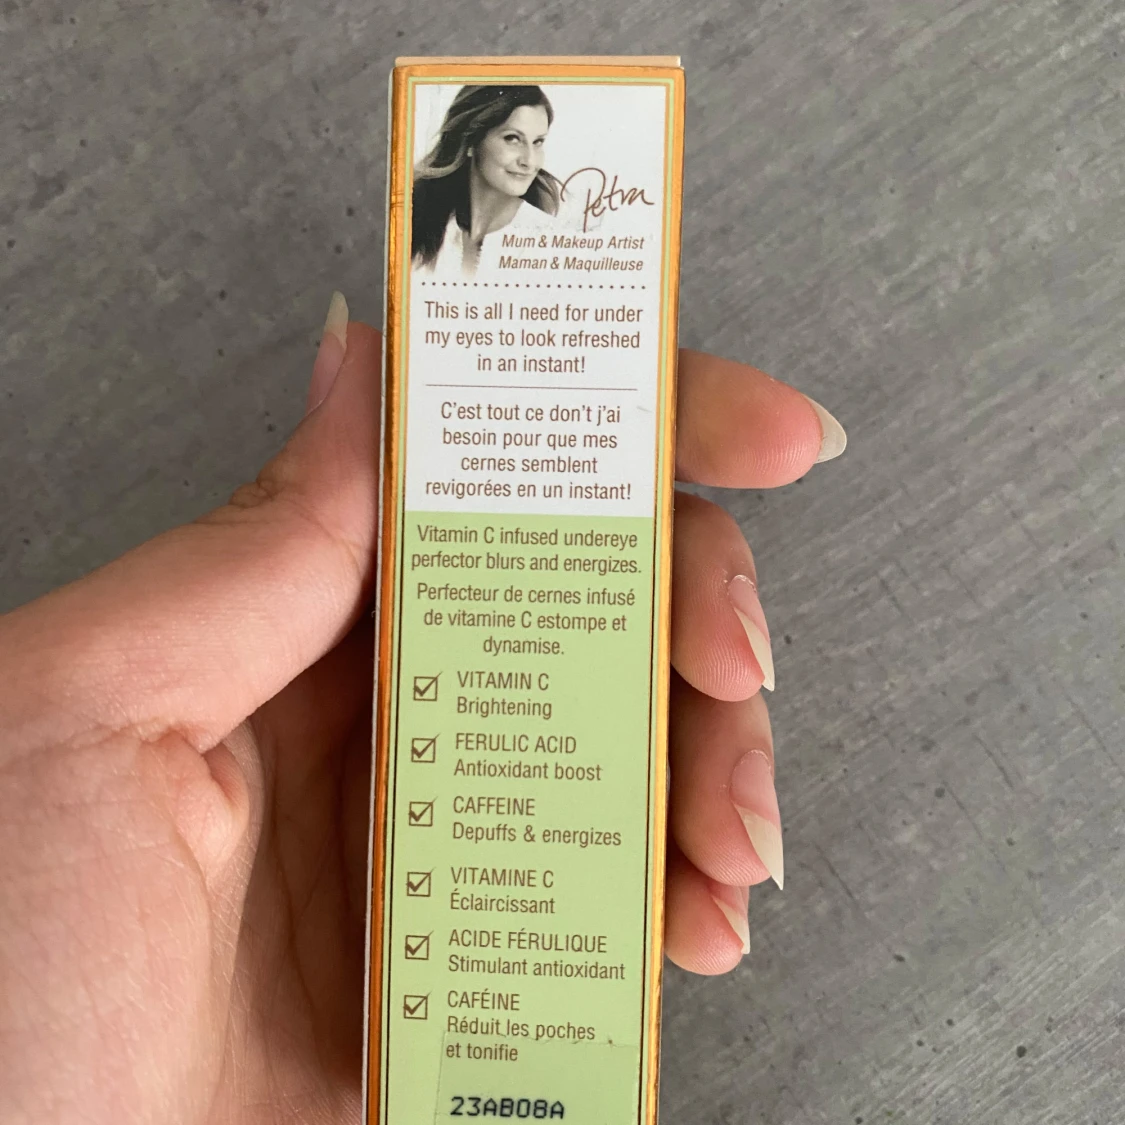 Petra
Mum & Makeup Artist
Maman & Maquilleuse
This is all I need for under
my eyes to look refreshed
in an instant!
C'est tout ce don't j'ai
besoin pour que mes
cernes semblent
revigorées en un instant!
Vitamin C infused undereye
perfector blurs and energizes.
Perfecteur de cernes infusé
de vitamine C estompe et
dynamise.
VITAMIN C
Brightening
FERULIC ACID
Antioxidant boost
CAFFEINE
Depuffs & energizes
VITAMINE C
Éclaircissant
ACIDE FÉRULIQUE
Stimulant antioxidant
CAFÉINE
Réduit les poches
et tonifie
23AB08A